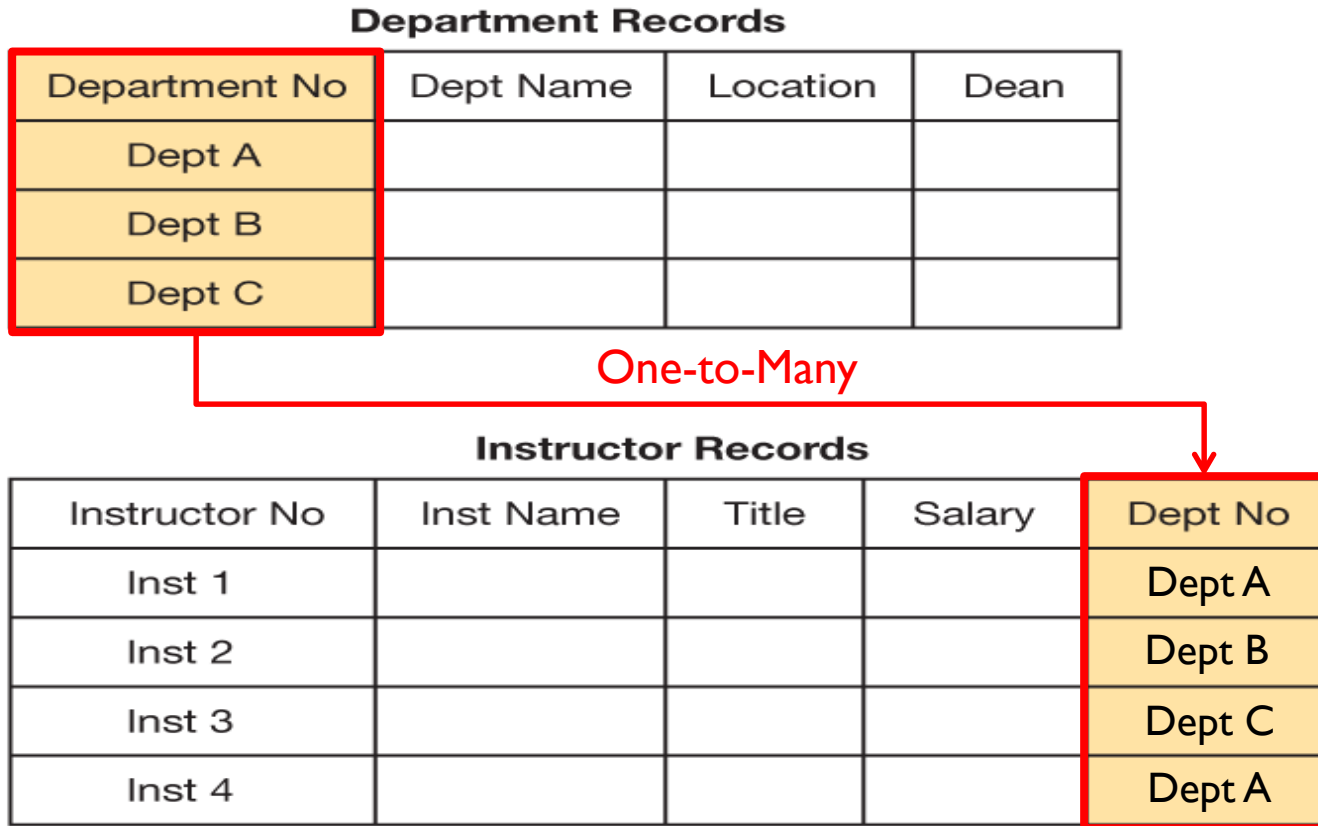 Department Records
Department No Dept Name Location Dean
Dept A
Dept B
Dept C
One-to-Many
Instructor Records
Instructor No Inst Name Title Salary Dept No
Inst 1 Dept A
Inst 2 Dept B
Inst 3 Dept C
Inst 4 Dept A